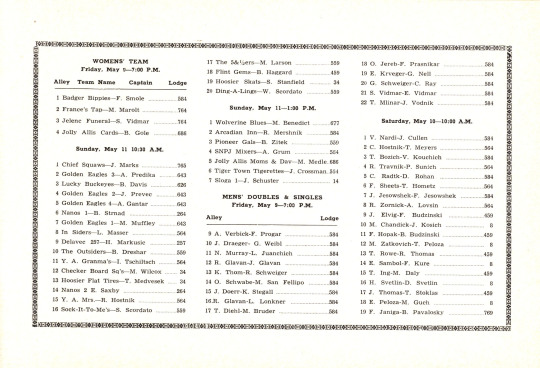 WOMENS' TEAM
Friday, May 9—7:00 P.M.
Alley Team Name Captain Lodge
1 Badger Bippies—F. Smole 584
2 France's Tap—M. Marolt 764
3 Jelenc Funeral—S. Vidmar 764
4 Jolly Allis Cards—B. Gole 686
Sunday, May 11 10:30 A.M.
1 Chief Squaws—J. Marks 765
2 Golden Eagles 3—A. Predika 643
3 Lucky Buckeyes—B. Davis 626
4 Golden Eagles 2—J. Prevec 643
5 Golden Eagles 4—A. Gantar 643
6 Nanos 1—B. Strnad 264
7 Golden Eagles 1—M. Muffley 643
8 In Siders—L. Masser 564
9 Delavec 257—H. Markusic 257
10 The Outsiders—B. Dreshar 559
11 Y. A. Granma's—I. Tschiltsch 564
12 Checker Board Sq's—M. Wilcox 34
13 Hoosier Flat Tires—T. Medvesek 34
14 Nanos 2 E. Saxby 264
15 Y. A. Mrs.—R. Hostnik 564
16 Sock-It-To-Me's—S. Scordato 559
17 The M. Larson 559
18 Flint Gems—B. Haggard 459
19 Hoosier Skats—S. Stanfield 34
20 Ding-A-Lings—W. Scordato 559
Sunday, May 11—1:00 P.M.
1 Wolverine Blues—M. Benedict 677
2 Arcadian Inn—R. Mershnik 584
3 Pioneer Gals—B. Zitek 559
4 SNPJ Mixers—A. Grum 564
5 Jolly Allis Moms & Dav—M. Medle 686
6 Tiger Town Tigerettes—J. Crossman 514
7 Sloga 1—J. Schuster 14
MENS' DOUBLES & SINGLES
Friday, May 9—7:00 P.M.
Alley Lodge
9 A. Verbick-F. Progar 584
10 J. Draeger- G. Weibl 584
11 N. Murray-L. Juanchich 584
12 R. Glavan-J. Glavan 584
13 K. Thom-R. Schweiger 584
14 O. Schwabe-M. San Fellipo 584
15 J. Doerr-K. Stegall 584
16.R. Glavan-L. Lonkner 584
17 T. Diehl-M. Bruder 584
18 O. Jereb-F. Prasnikar 584
19 E. Krveger-G. Nell 584
20 G. Schweiger-C. Ray 584
21 S. Vidmar-E. Vidmar 584
22 T. Mlinar-J. Vodnik 584
Saturday, May 10—10:00 A.M.
1 V. Nardi-J. Cullen 584
2 C. Hostnik-T. Meyers 564
3 T. Bozich-V. Kouchich 584
4 R. Travnik-P. Sunich 564
5 C. Radtk-D. Rohan 584
6 F. Sheets-T. Hometz 564
7 J. Jeseschek-F. Jesenshek 584
8 R. Zormick-A. Lovsin 564
9 J. Elvig-F. Budzinski 659
10 M. Chandick-J. Kosich 8
11 F. Hopak-B. Budzinski 459
12 M. Zatkovich-T. Peloza 8
13 T. Rowe-R. Thomas 459
14 E. Sambol-F. Kure 8
15 T. Ing-M. Daly 459
16 H. Svetlin-D. Svetlin 8
17 J. Thomas-T. Stoklas 459
18 E. Peloza-M. Guch 8
19 F. Janiga-B. Pavalosky 769